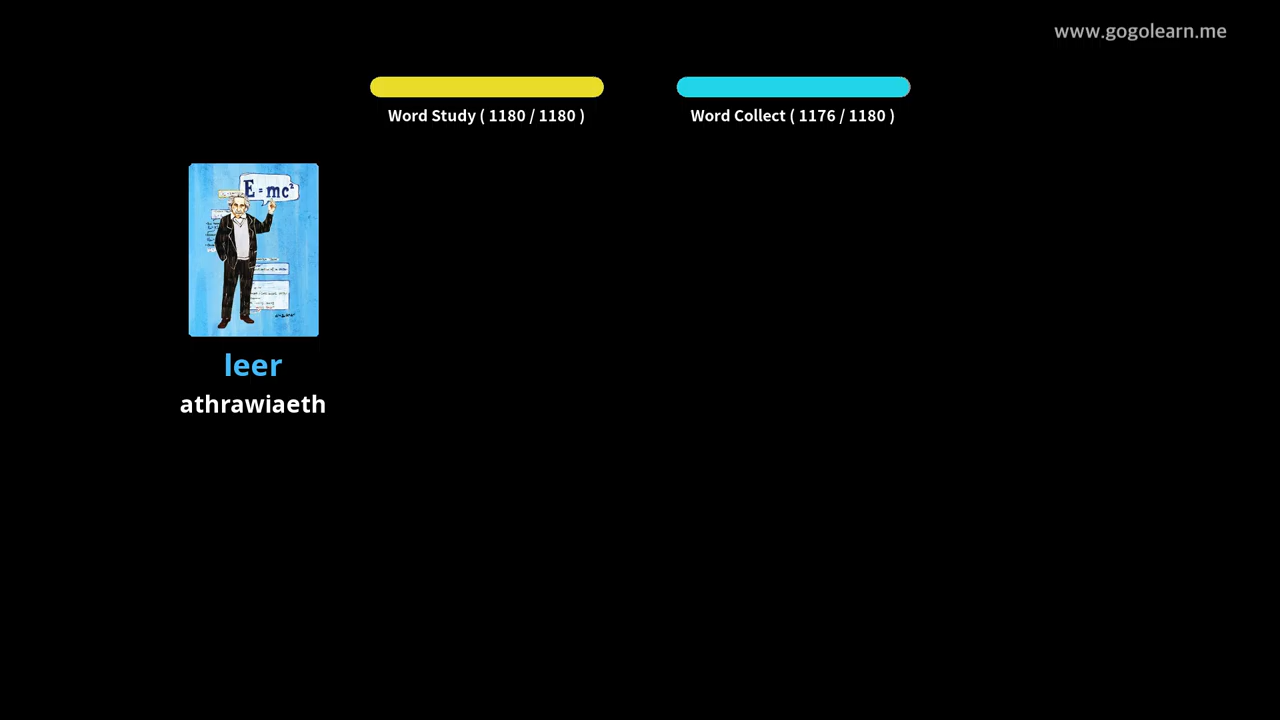 www.gogolearn.me
Word Study ( 1180 / 1180 )
Word Collect ( 1176 / 1180 )
E=mc²
leer
athrawiaeth